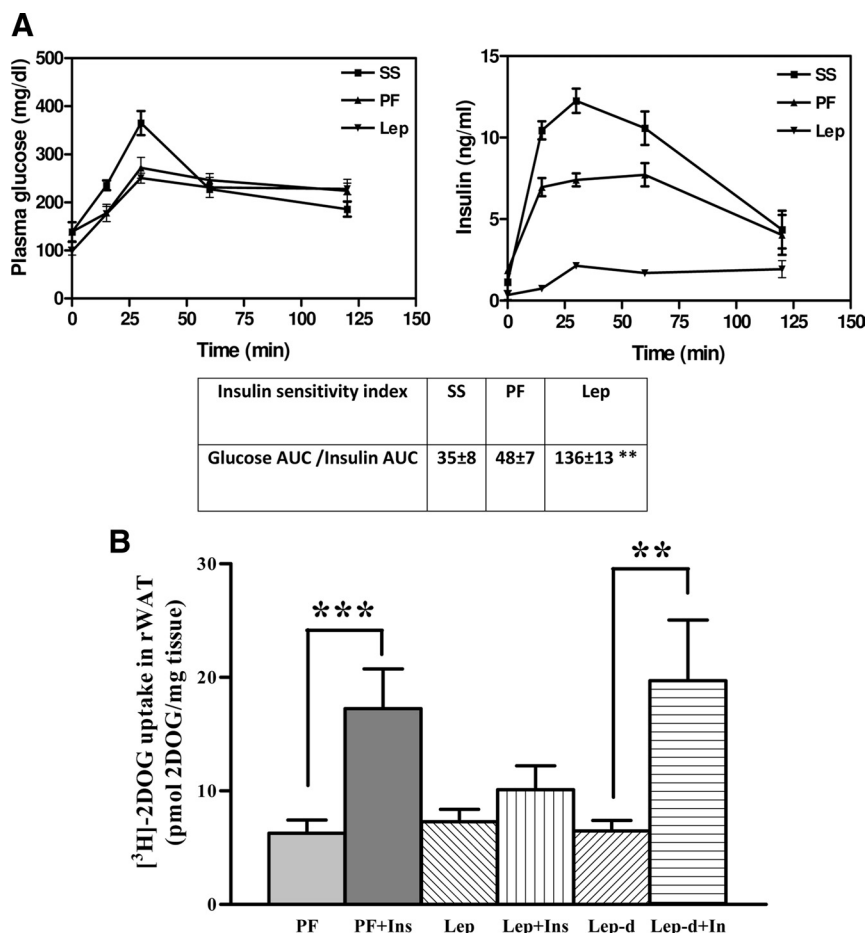 A
Plasma glucose (mg/dl)
500
400
300
200
100
0
0 25 50 75 100 125 150
Time (min)
SS
PF
Lep
Insulin (ng/ml)
15
10
5
0
0 25 50 75 100 125 150
Time (min)
SS
PF
Lep
Insulin sensitivity index SS PF Lep
Glucose AUC /Insulin AUC 35±8 48±7 136±13 **
B
[³H]-2DOG uptake in rWAT
(pmol 2DOG/mg tissue)
30
20
10
0
***
**
PF PF+Ins Lep Lep+Ins Lep-d Lep-d+In